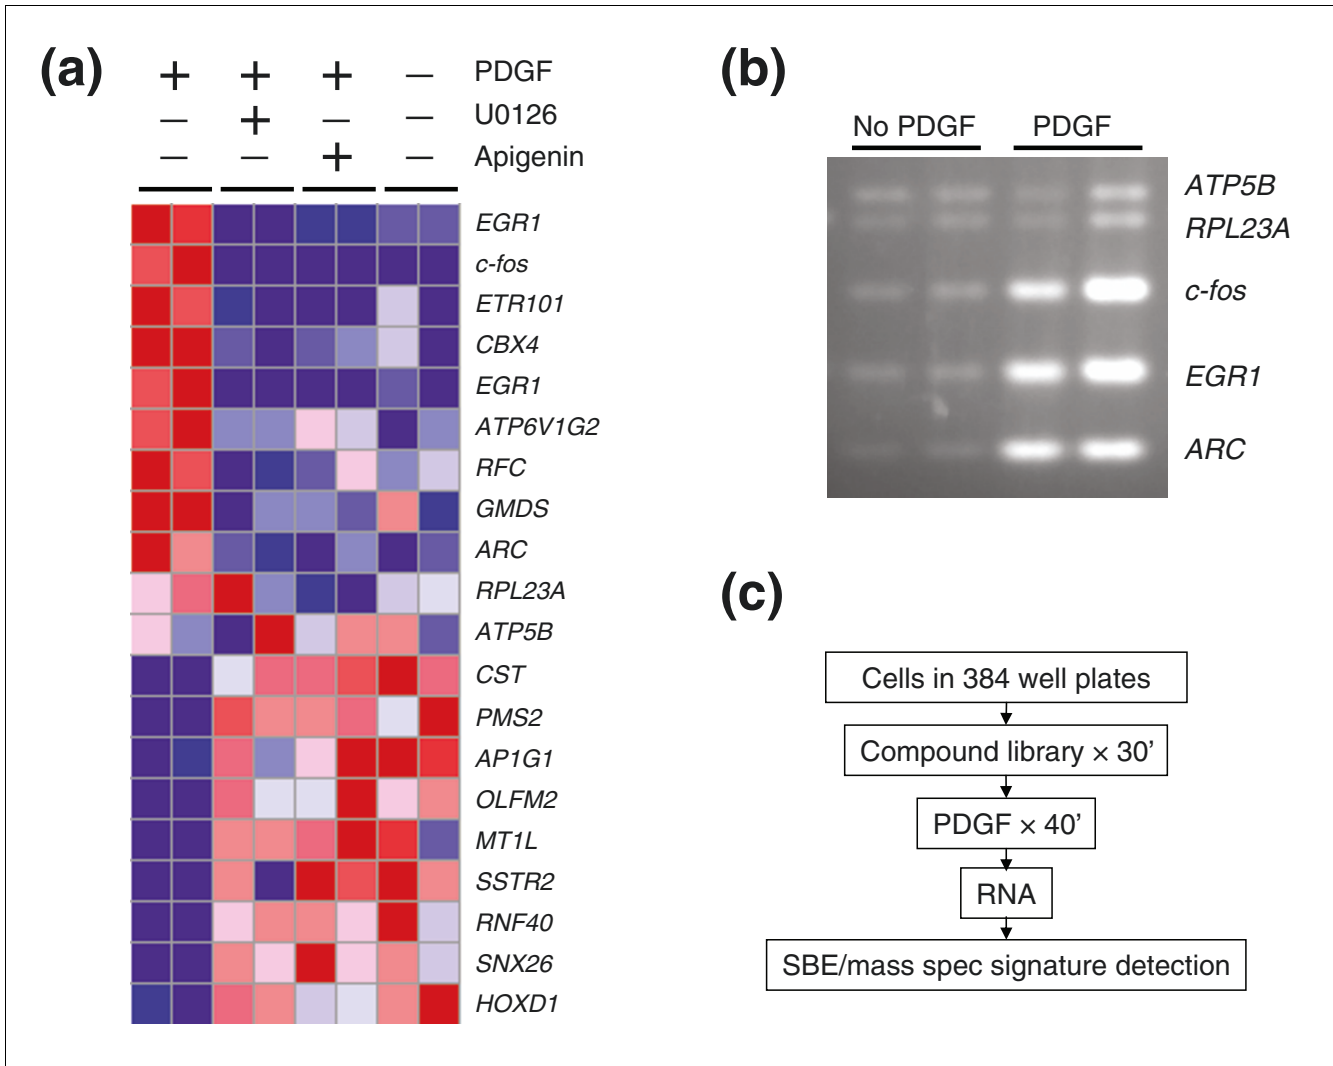 (a)
+ + + — PDGF
— + — — U0126
— — + — Apigenin
EGR1
c-fos
ETR101
CBX4
EGR1
ATP6V1G2
RFC
GMDS
ARC
RPL23A
ATP5B
CST
PMS2
AP1G1
OLFM2
MT1L
SSTR2
RNF40
SNX26
HOXD1
(b)
No PDGF PDGF
ATP5B
RPL23A
c-fos
EGR1
ARC
(c)
Cells in 384 well plates
Compound library × 30’
PDGF × 40’
RNA
SBE/mass spec signature detection